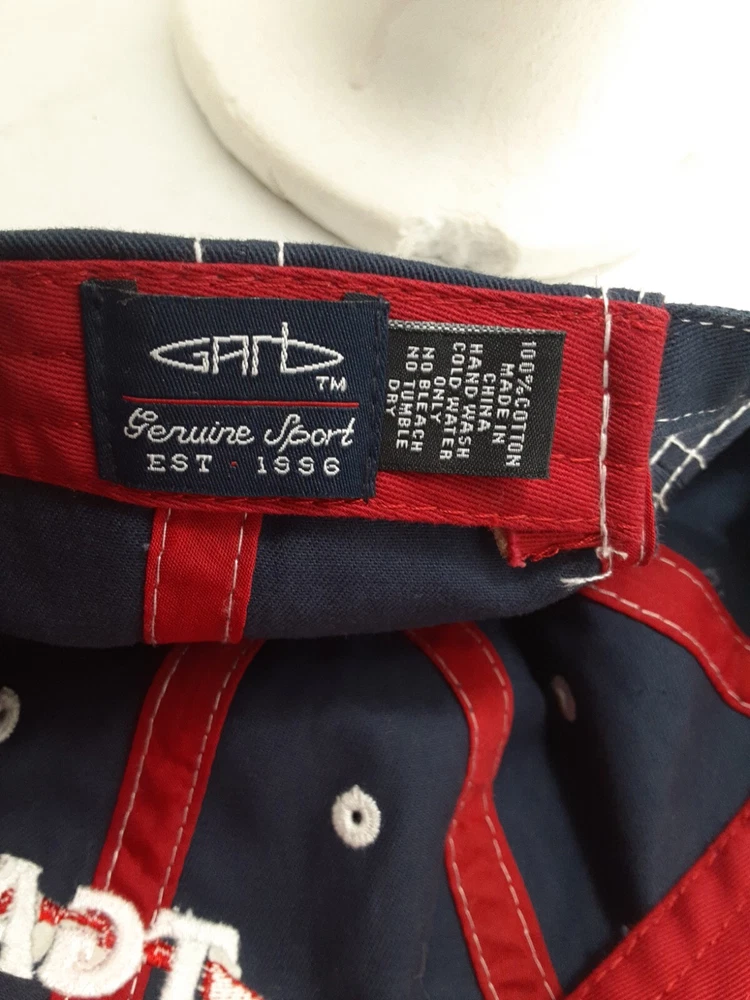 GARB
TM
Genuine Sport
EST · 1996
100% COTTON
MADE IN
CHINA
HAND WASH
COLD WATER
ONLY
NO BLEACH
NO TUMBLE
DRY